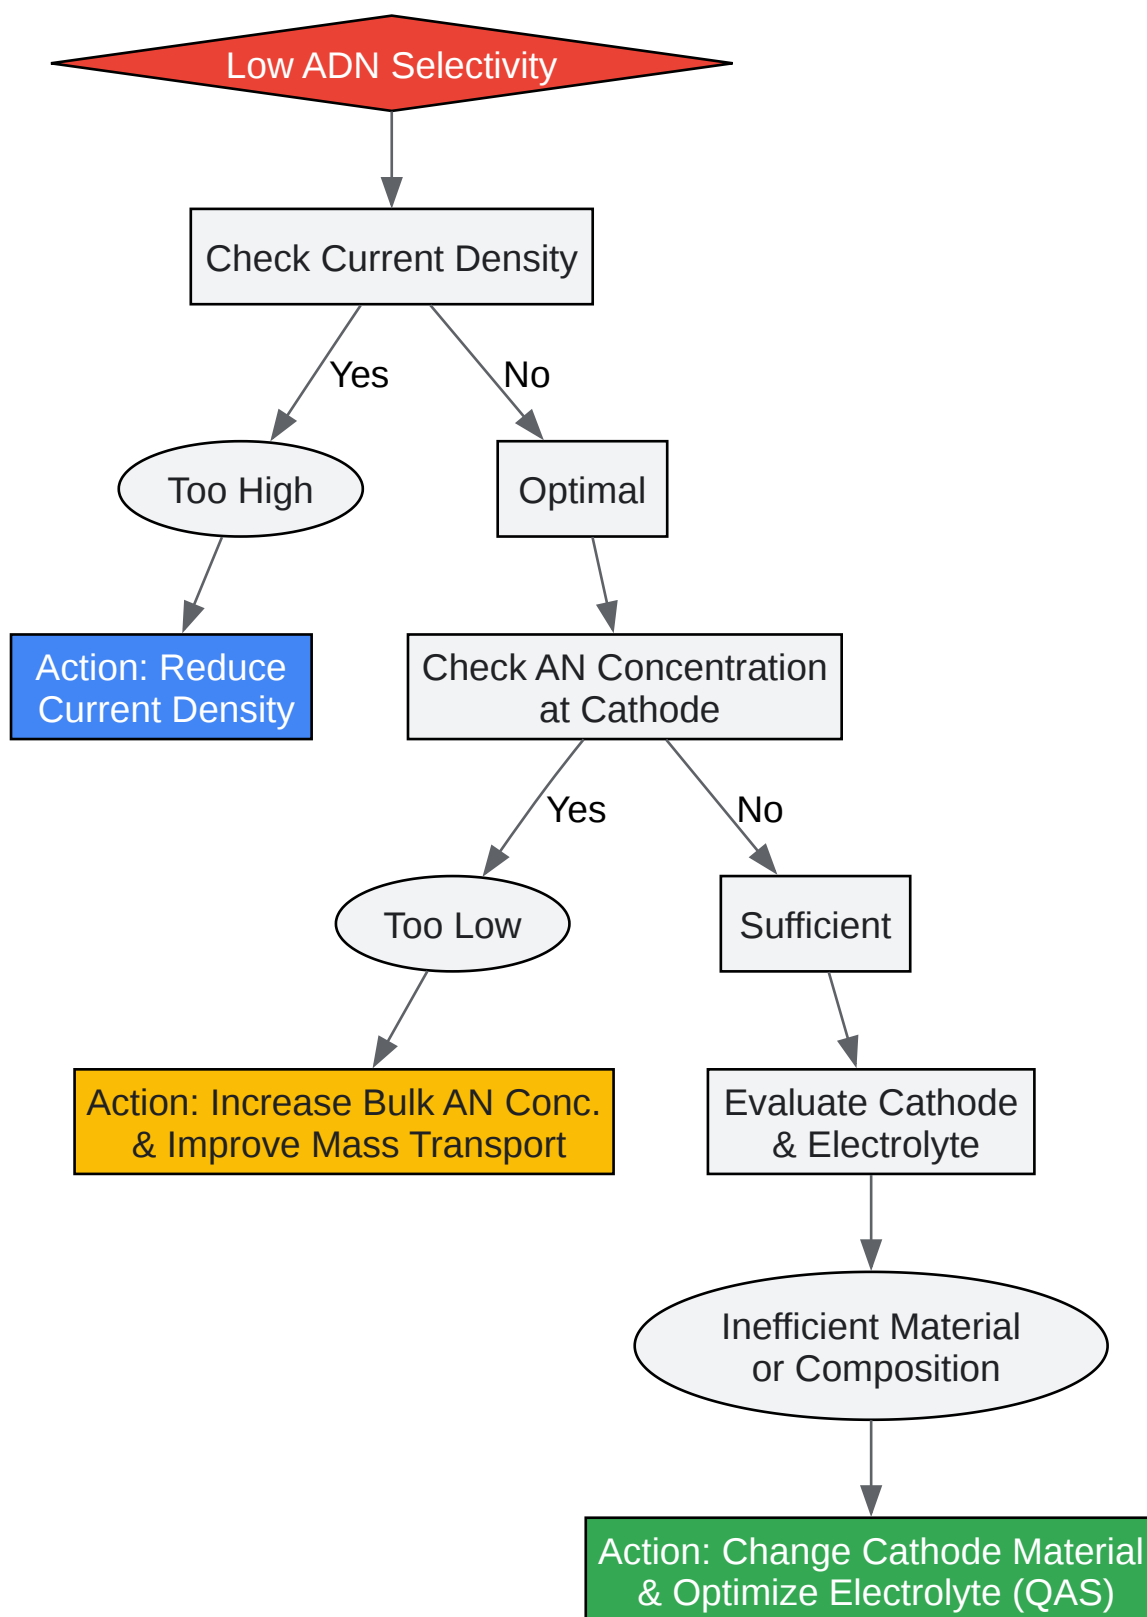 Low ADN Selectivity
Check Current Density
Yes
No
Too High
Optimal
Action: Reduce
Current Density
Check AN Concentration
at Cathode
Yes
No
Too Low
Sufficient
Action: Increase Bulk AN Conc.
& Improve Mass Transport
Evaluate Cathode
& Electrolyte
Inefficient Material
or Composition
Action: Change Cathode Material
& Optimize Electrolyte (QAS)